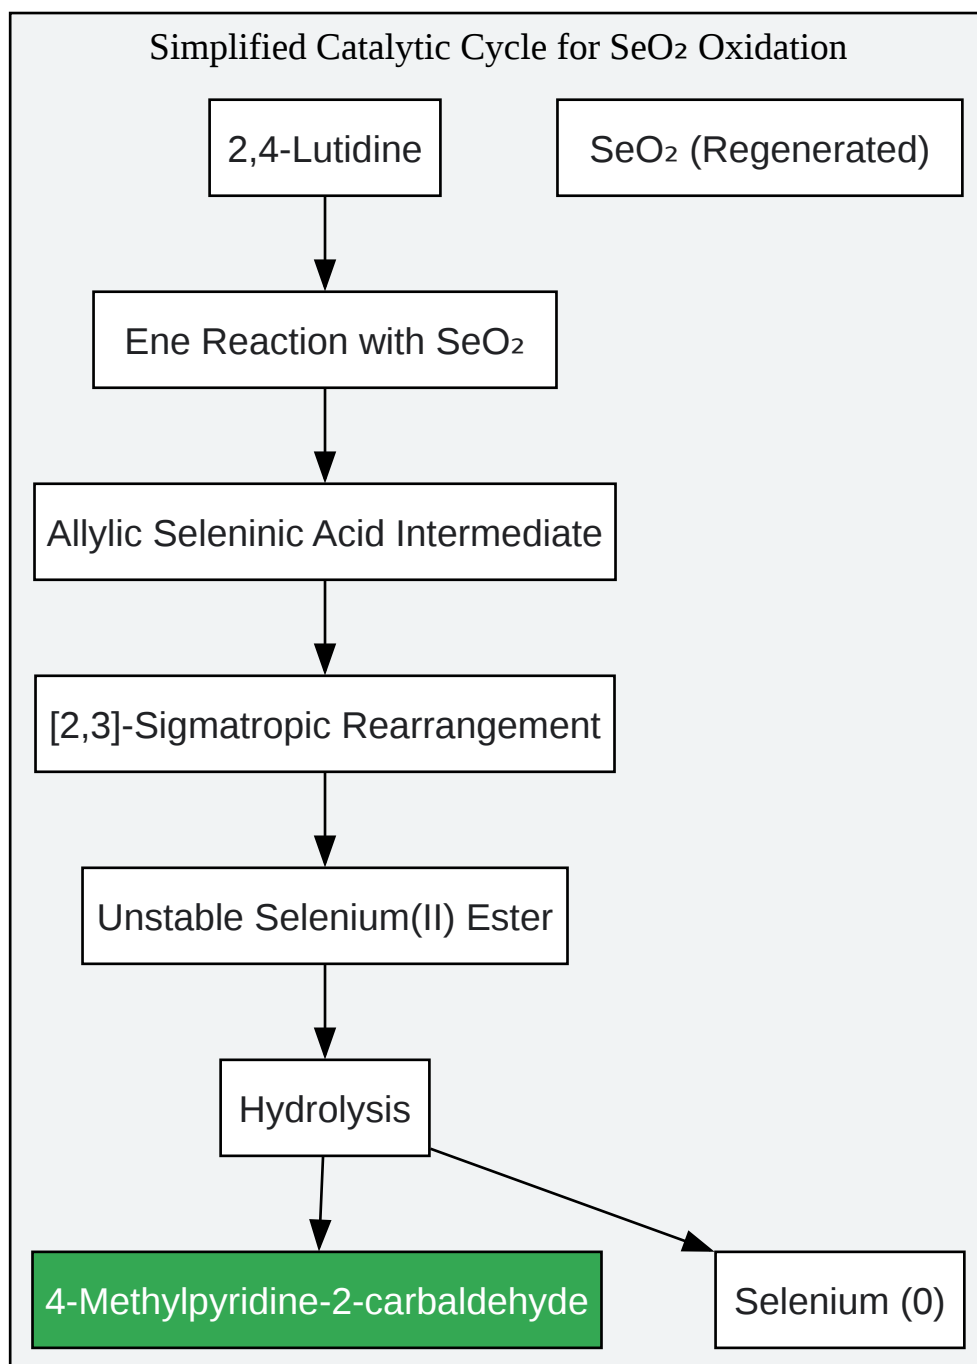 Simplified Catalytic Cycle for SeO₂ Oxidation
2,4-Lutidine
SeO₂ (Regenerated)
Ene Reaction with SeO₂
Allylic Seleninic Acid Intermediate
[2,3]-Sigmatropic Rearrangement
Unstable Selenium(II) Ester
Hydrolysis
4-Methylpyridine-2-carbaldehyde
Selenium (0)